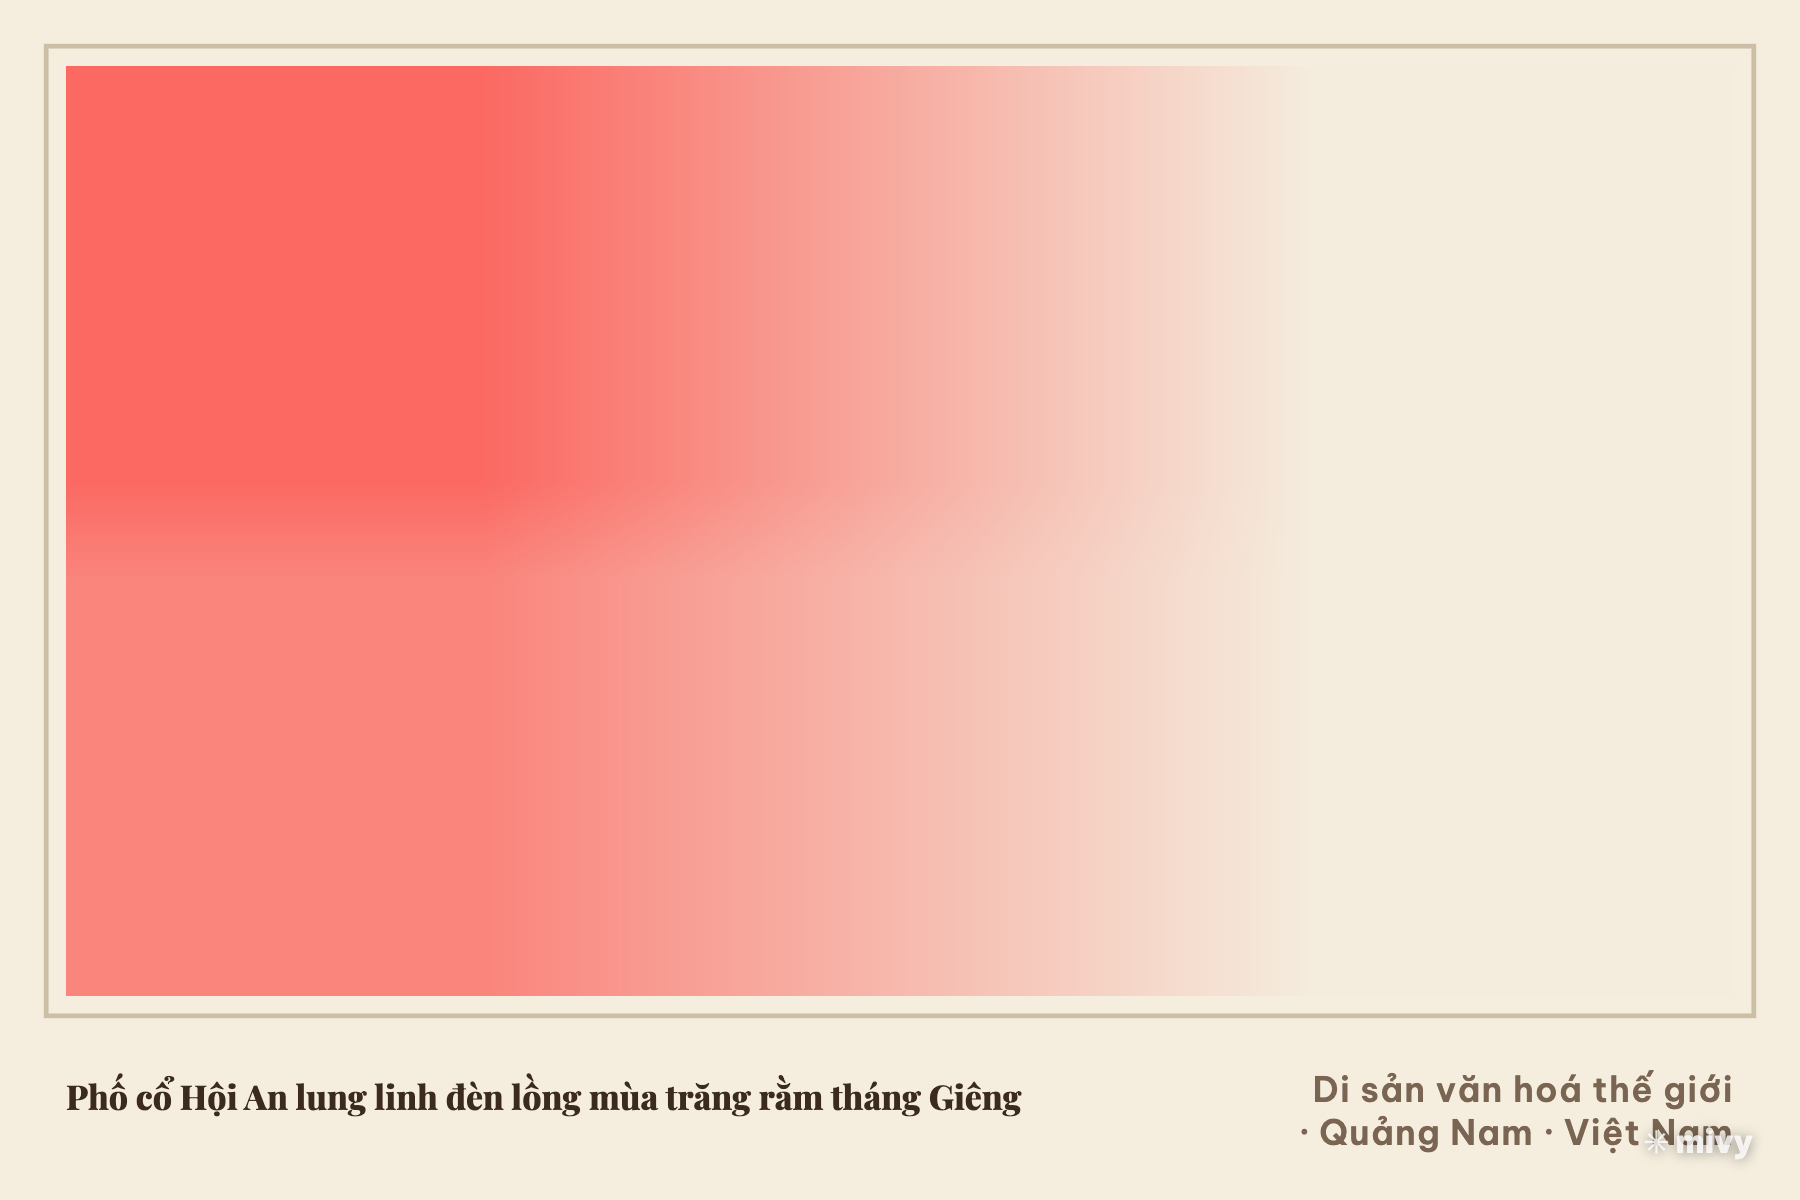 Phố cổ Hội An lung linh đèn lồng mùa trăng rằm tháng Giêng
Di sản văn hoá thế giới
· Quảng Nam · Việt Nam
mivy